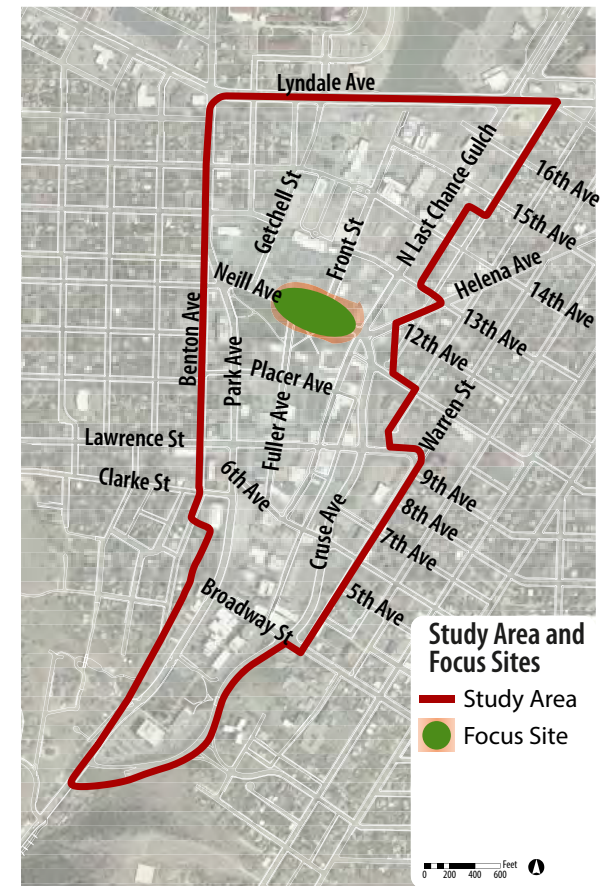 Lyndale Ave
16th Ave
N Last Chance Gulch
15th Ave
Getchell St
Front St
Helena Ave
14th Ave
Neill Ave
13th Ave
12th Ave
Benton Ave
Park Ave
Placer Ave
Warren St
Fuller Ave
Lawrence St
Clarke St
6th Ave
9th Ave
8th Ave
Cruse Ave
7th Ave
Broadway St
5th Ave
Study Area and
Focus Sites
Study Area
Focus Site
Feet
0 200 400 600